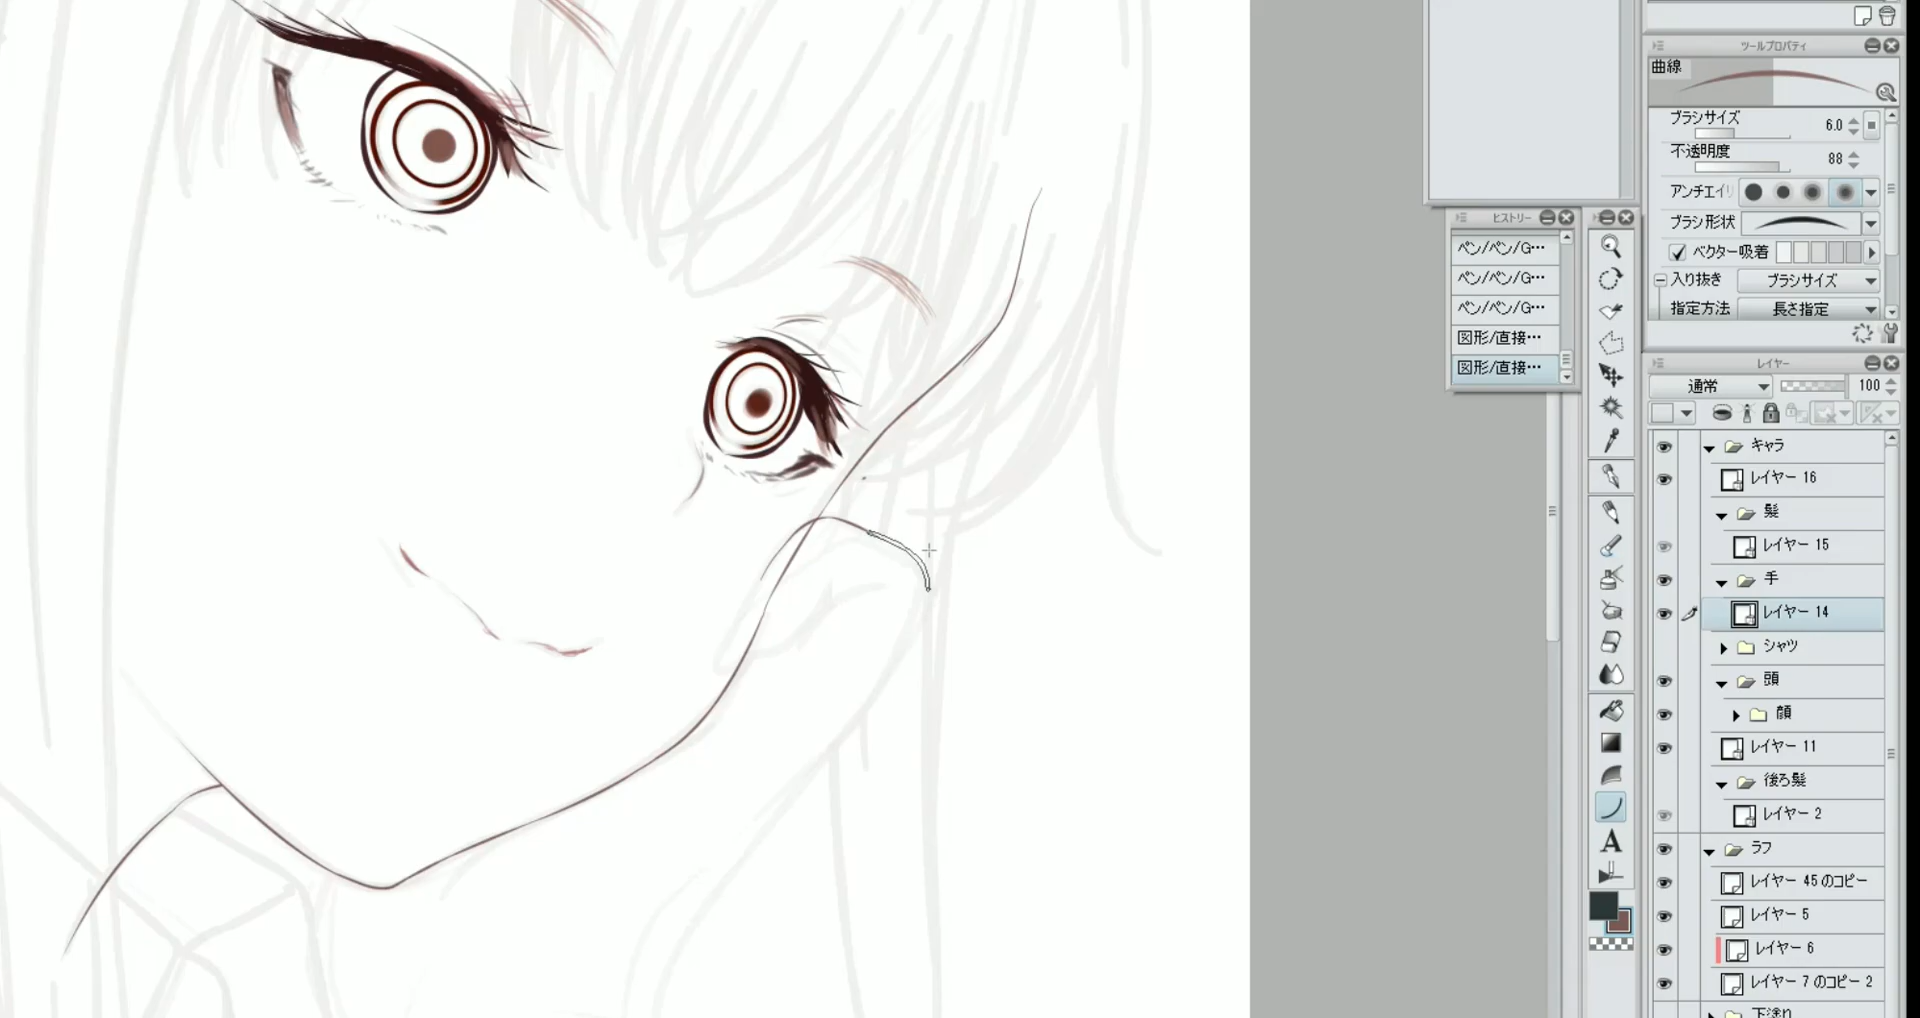 ツールプロパティ
曲線
ブラシサイズ 6.0
不透明度 88
アンチエイリ
ブラシ形状
ベクター吸着
入り抜き ブラシサイズ
指定方法 長さ指定
ヒストリー
ペン/ペン/G…
ペン/ペン/G…
ペン/ペン/G…
図形/直接…
図形/直接…
レイヤー
通常 100
キャラ
レイヤー 16
髪
レイヤー 15
手
レイヤー 14
シャツ
頭
顔
レイヤー 11
後ろ髪
レイヤー 2
ラフ
レイヤー 45 のコピー
レイヤー 5
レイヤー 6
レイヤー 7 のコピー 2
下塗り
A